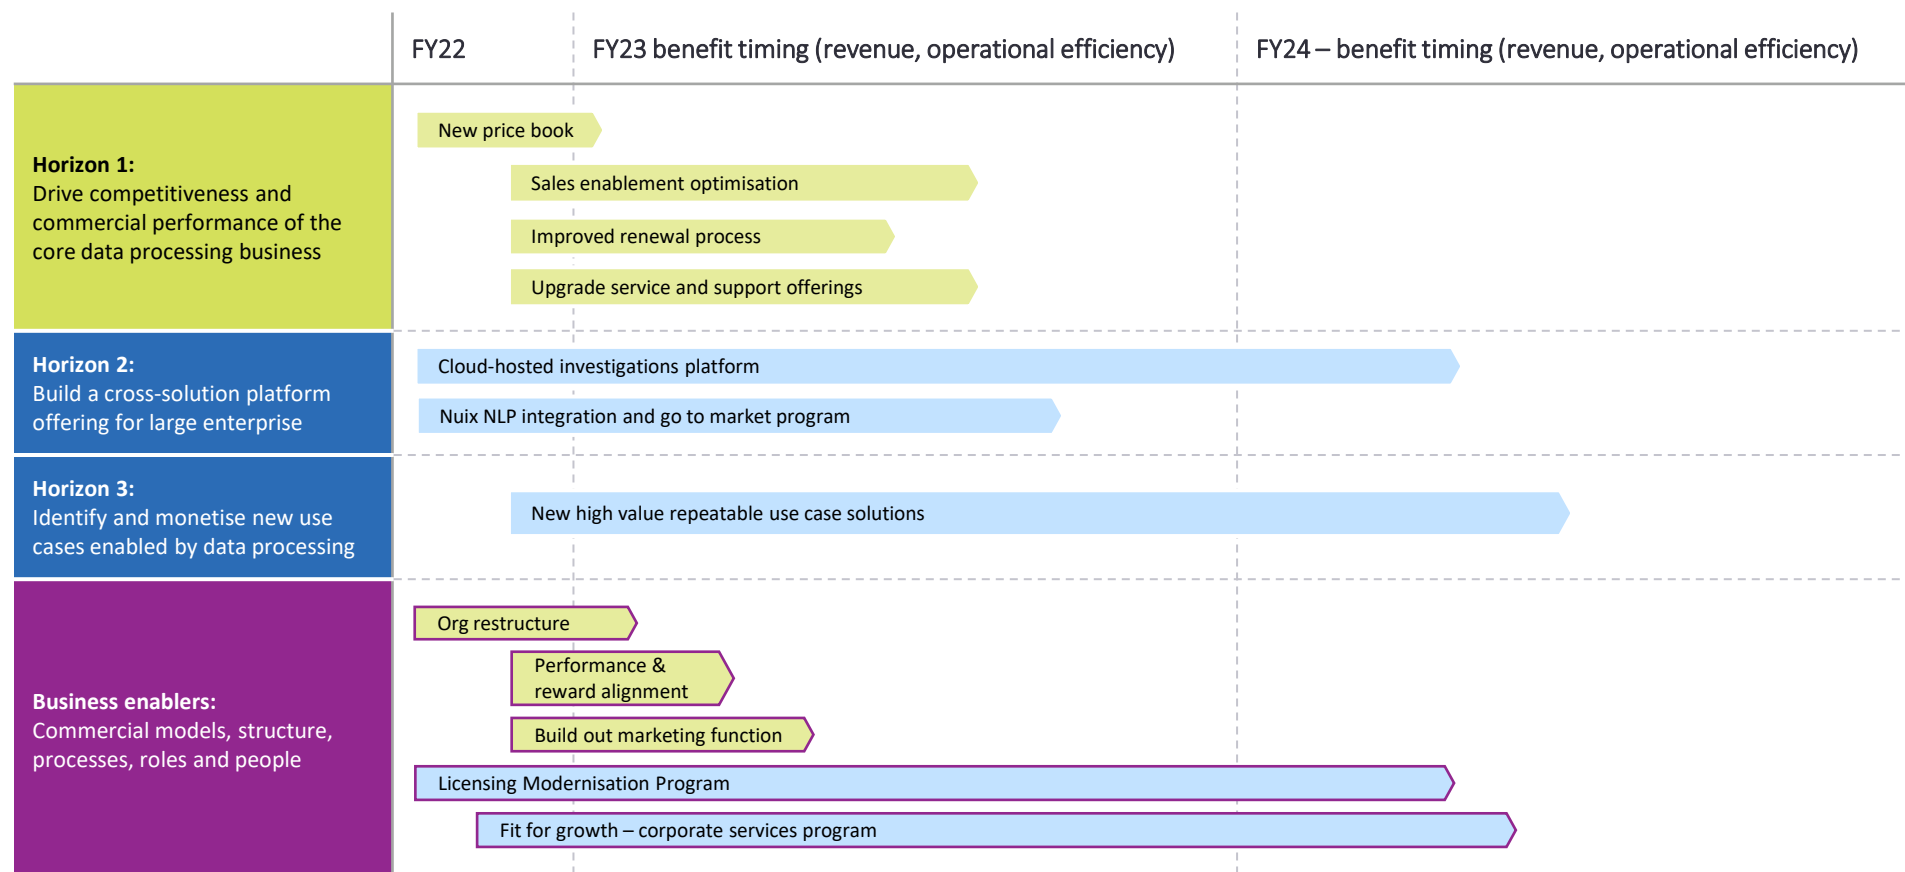 FY22
FY23 benefit timing (revenue, operational efficiency)
FY24 – benefit timing (revenue, operational efficiency)
Horizon 1:
Drive competitiveness and
commercial performance of the
core data processing business
New price book
Sales enablement optimisation
Improved renewal process
Upgrade service and support offerings
Horizon 2:
Build a cross-solution platform
offering for large enterprise
Cloud-hosted investigations platform
Nuix NLP integration and go to market program
Horizon 3:
Identify and monetise new use
cases enabled by data processing
New high value repeatable use case solutions
Business enablers:
Commercial models, structure,
processes, roles and people
Org restructure
Performance &
reward alignment
Build out marketing function
Licensing Modernisation Program
Fit for growth – corporate services program